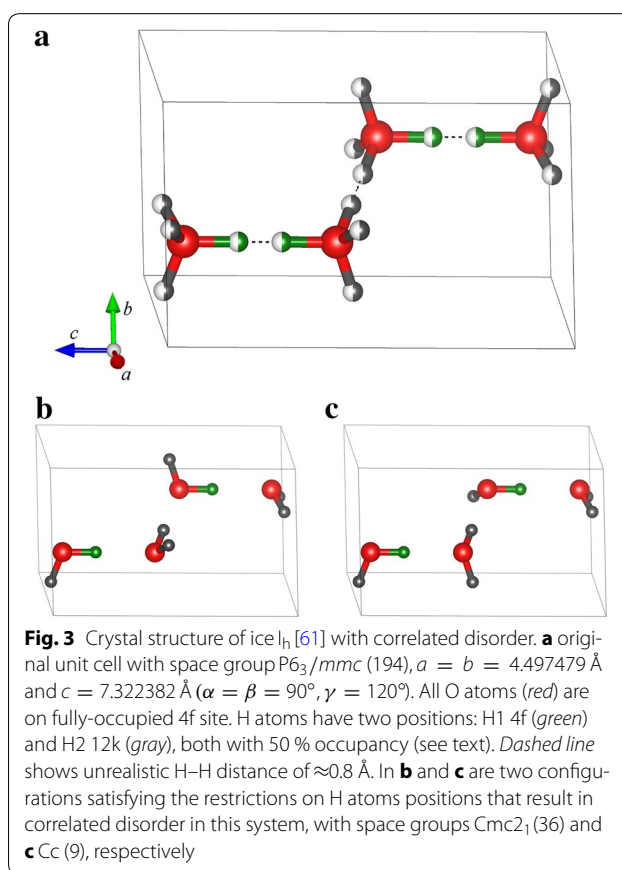 a
b
c
a
b
c
Fig. 3 Crystal structure of ice Iₕ [61] with correlated disorder. a origi-
nal unit cell with space group P6₃/mmc (194), a = b = 4.497479 Å
and c = 7.322382 Å (α = β = 90°, γ = 120°). All O atoms (red) are
on fully-occupied 4f site. H atoms have two positions: H1 4f (green)
and H2 12k (gray), both with 50 % occupancy (see text). Dashed line
shows unrealistic H–H distance of ≈0.8 Å. In b and c are two configu-
rations satisfying the restrictions on H atoms positions that result in
correlated disorder in this system, with space groups Cmc2₁ (36) and
c Cc (9), respectively